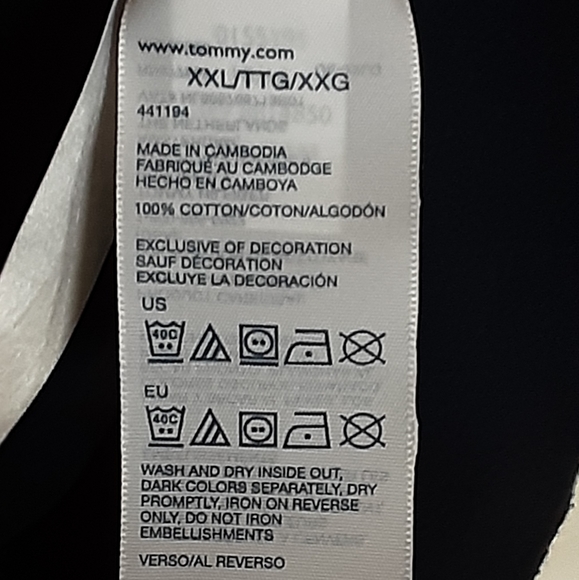 www.tommy.com
XXL/TTG/XXG
441194
MADE IN CAMBODIA
FABRIQUÉ AU CAMBODGE
HECHO EN CAMBOYA
100% COTTON/COTON/ALGODÓN
EXCLUSIVE OF DECORATION
SAUF DÉCORATION
EXCLUYE LA DECORACIÓN
US
40C
EU
40C
WASH AND DRY INSIDE OUT,
DARK COLORS SEPARATELY, DRY
PROMPTLY, IRON ON REVERSE
ONLY, DO NOT IRON
EMBELLISHMENTS
VERSO/AL REVERSO